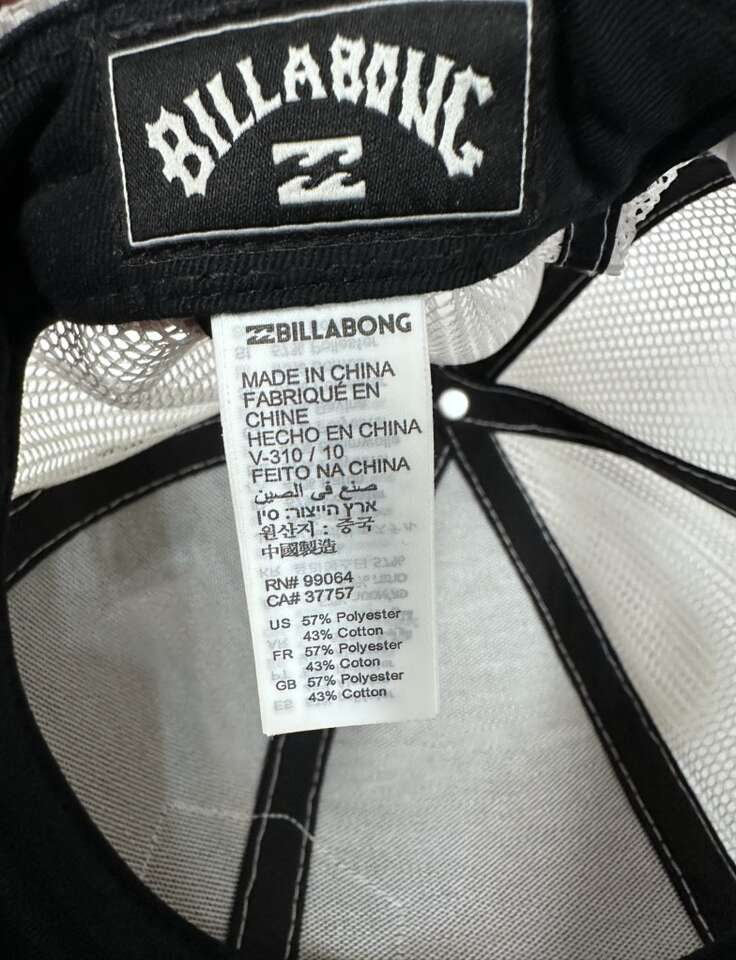 BILLABONG
BILLABONG
MADE IN CHINA
FABRIQUÉ EN
CHINE
HECHO EN CHINA
V-310 / 10
FEITO NA CHINA
صنع في الصين
ארץ הייצור: סין
원산지 : 중국
中國製造
RN# 99064
CA# 37757
US 57% Polyester
43% Cotton
FR 57% Polyester
43% Coton
GB 57% Polyester
43% Cotton